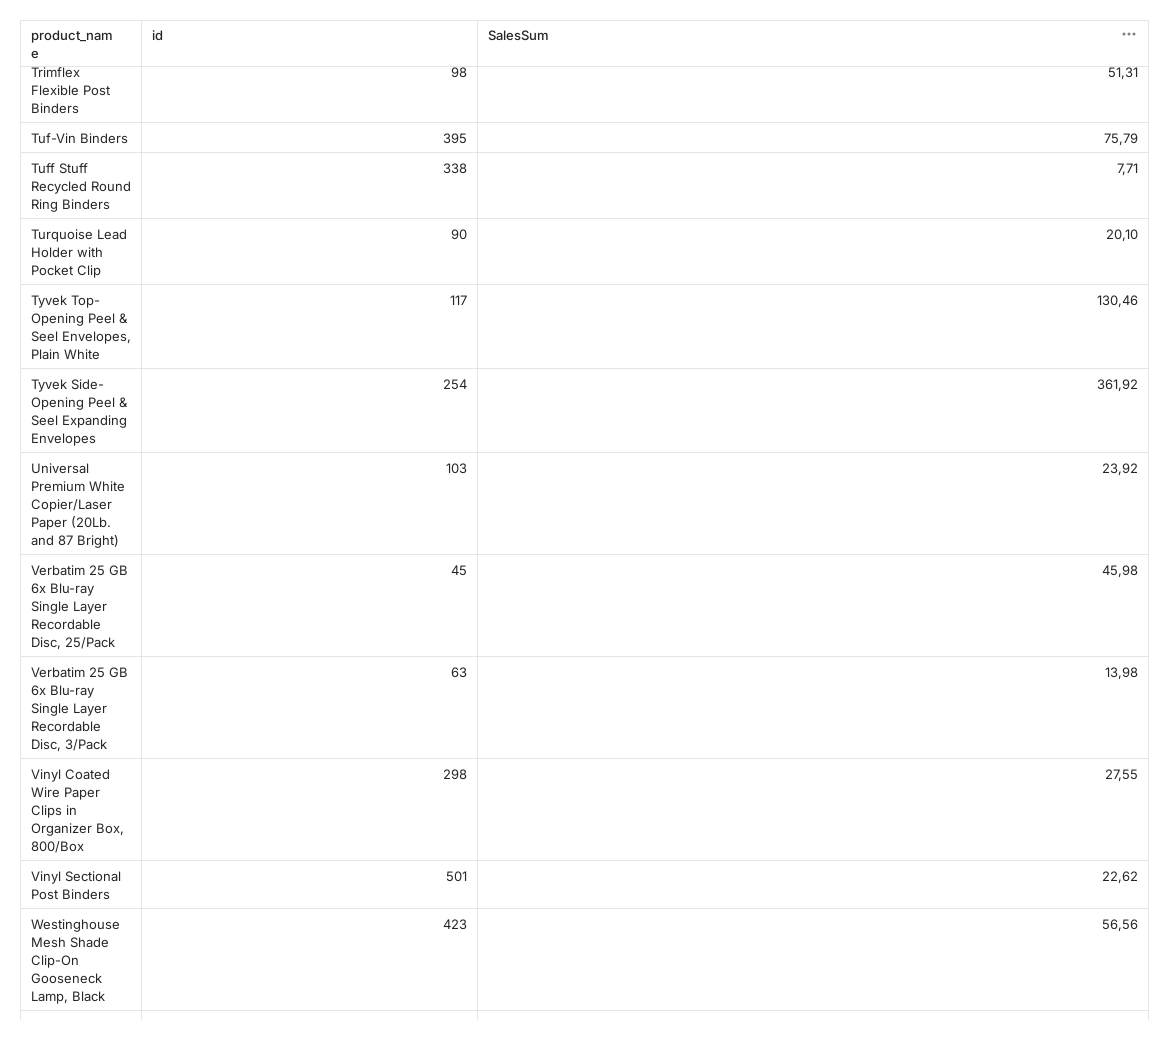 product_nam
e
id
SalesSum
Trimflex
Flexible Post
Binders
98
51,31
Tuf-Vin Binders
395
75,79
Tuff Stuff
Recycled Round
Ring Binders
338
7,71
Turquoise Lead
Holder with
Pocket Clip
90
20,10
Tyvek Top-
Opening Peel &
Seel Envelopes,
Plain White
117
130,46
Tyvek Side-
Opening Peel &
Seel Expanding
Envelopes
254
361,92
Universal
Premium White
Copier/Laser
Paper (20Lb.
and 87 Bright)
103
23,92
Verbatim 25 GB
6x Blu-ray
Single Layer
Recordable
Disc, 25/Pack
45
45,98
Verbatim 25 GB
6x Blu-ray
Single Layer
Recordable
Disc, 3/Pack
63
13,98
Vinyl Coated
Wire Paper
Clips in
Organizer Box,
800/Box
298
27,55
Vinyl Sectional
Post Binders
501
22,62
Westinghouse
Mesh Shade
Clip-On
Gooseneck
Lamp, Black
423
56,56